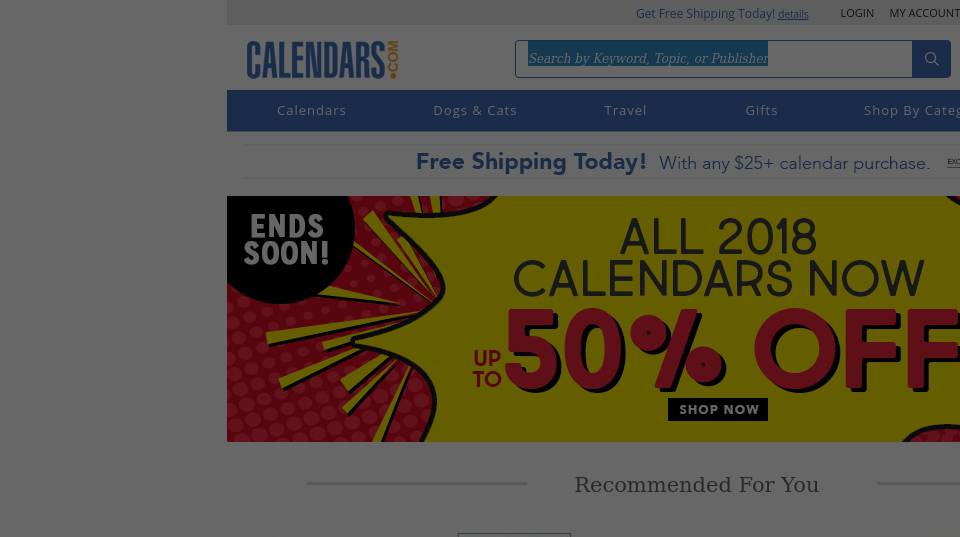 Get Free Shipping Today! details
LOGIN MY ACCOUNT
CALENDARS.COM
Search by Keyword, Topic, or Publisher
Calendars Dogs & Cats Travel Gifts Shop By Categ
Free Shipping Today! With any $25+ calendar purchase.
ENDS
SOON!
ALL 2018
CALENDARS NOW
UP
TO
50% OFF
SHOP NOW
Recommended For You